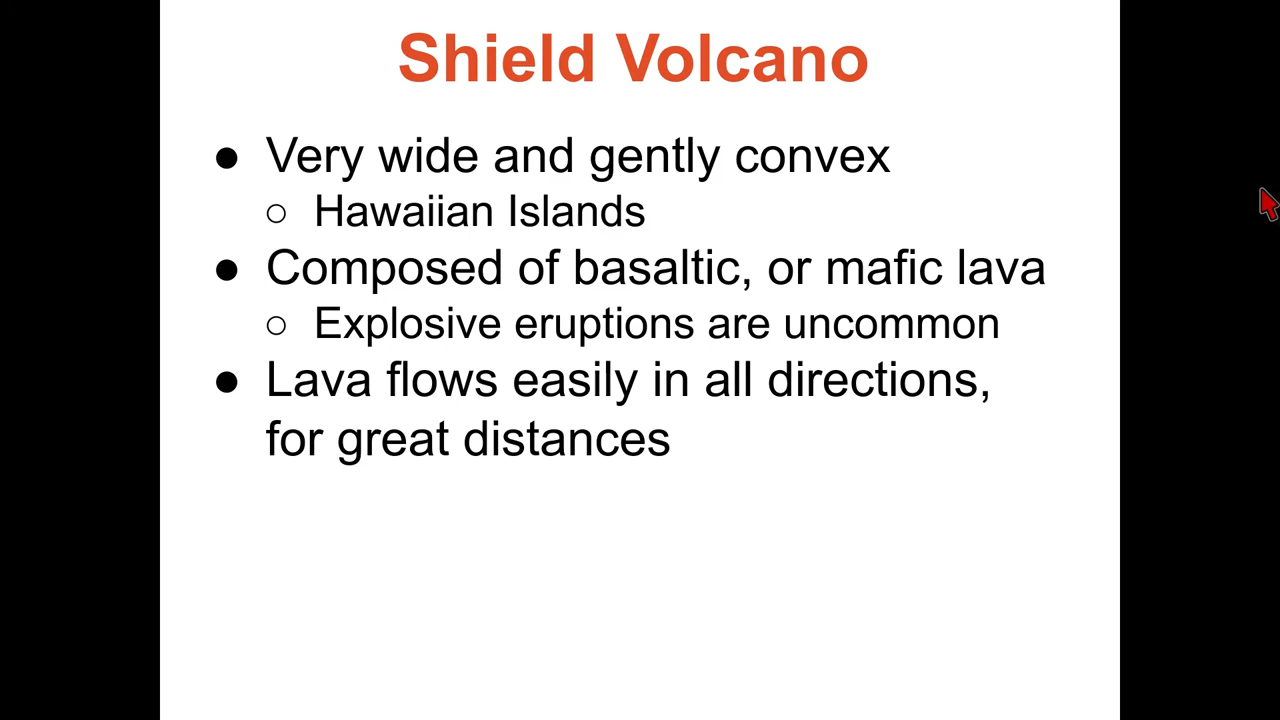 Shield Volcano
● Very wide and gently convex
○ Hawaiian Islands
● Composed of basaltic, or mafic lava
○ Explosive eruptions are uncommon
● Lava flows easily in all directions,
for great distances